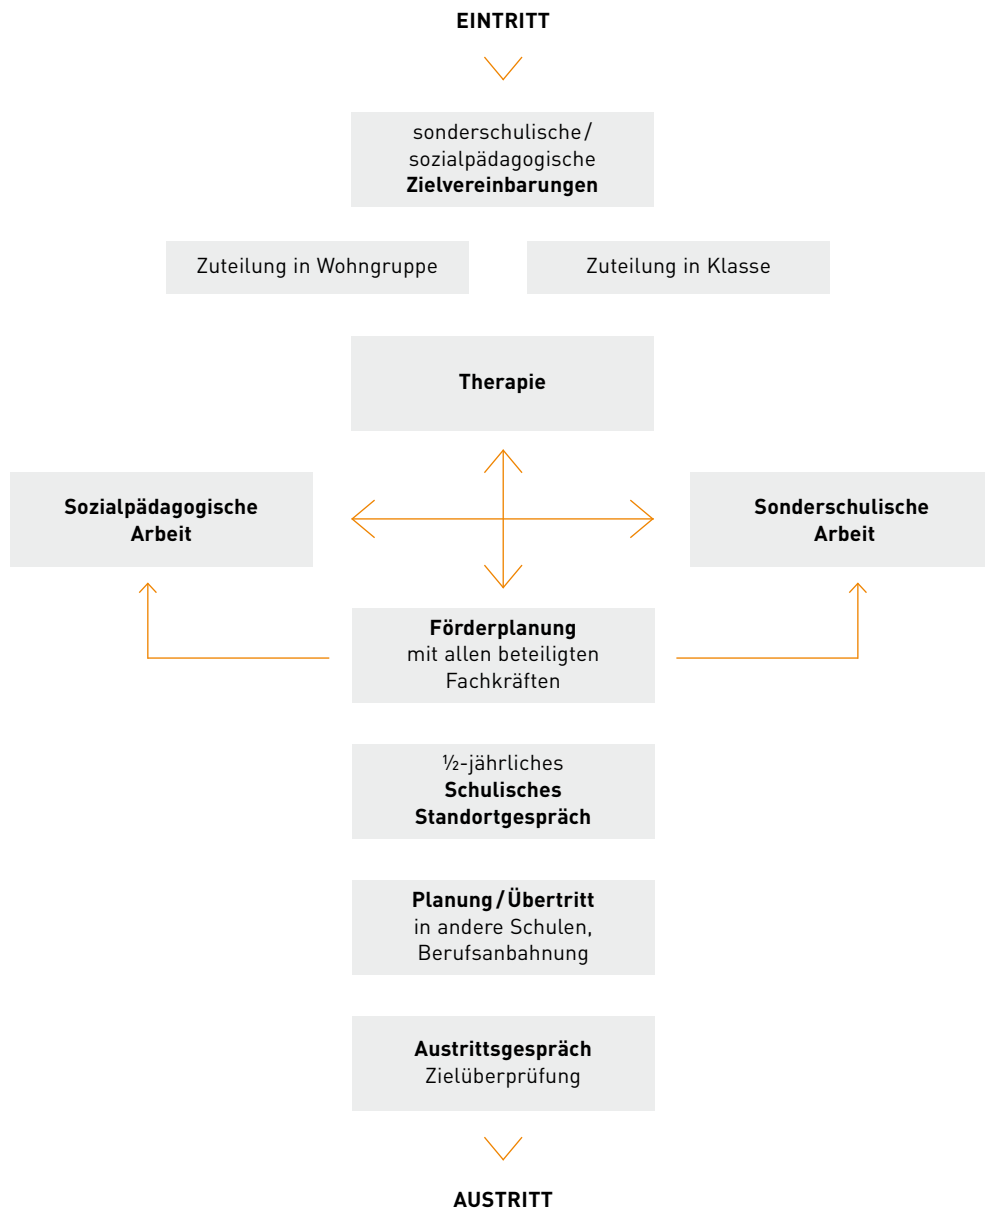 EINTRITT
sonderschulische/
sozialpädagogische
Zielvereinbarungen
Zuteilung in Wohngruppe
Zuteilung in Klasse
Therapie
Sozialpädagogische
Arbeit
Sonderschulische
Arbeit
Förderplanung
mit allen beteiligten
Fachkräften
½-jährliches
Schulisches
Standortgespräch
Planung/Übertritt
in andere Schulen,
Berufsanbahnung
Austrittsgespräch
Zielüberprüfung
AUSTRITT